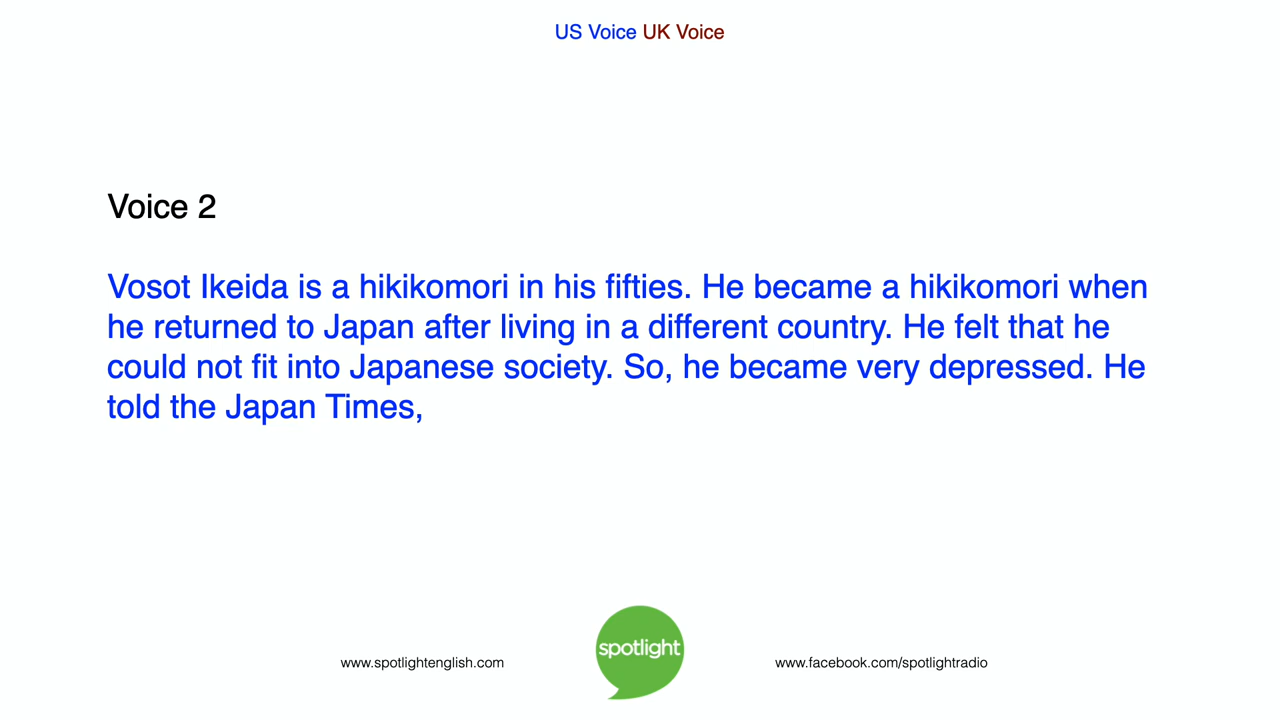 US Voice UK Voice
Voice 2
Vosot Ikeida is a hikikomori in his fifties. He became a hikikomori when
he returned to Japan after living in a different country. He felt that he
could not fit into Japanese society. So, he became very depressed. He
told the Japan Times,
www.spotlightenglish.com
spotlight
www.facebook.com/spotlightradio